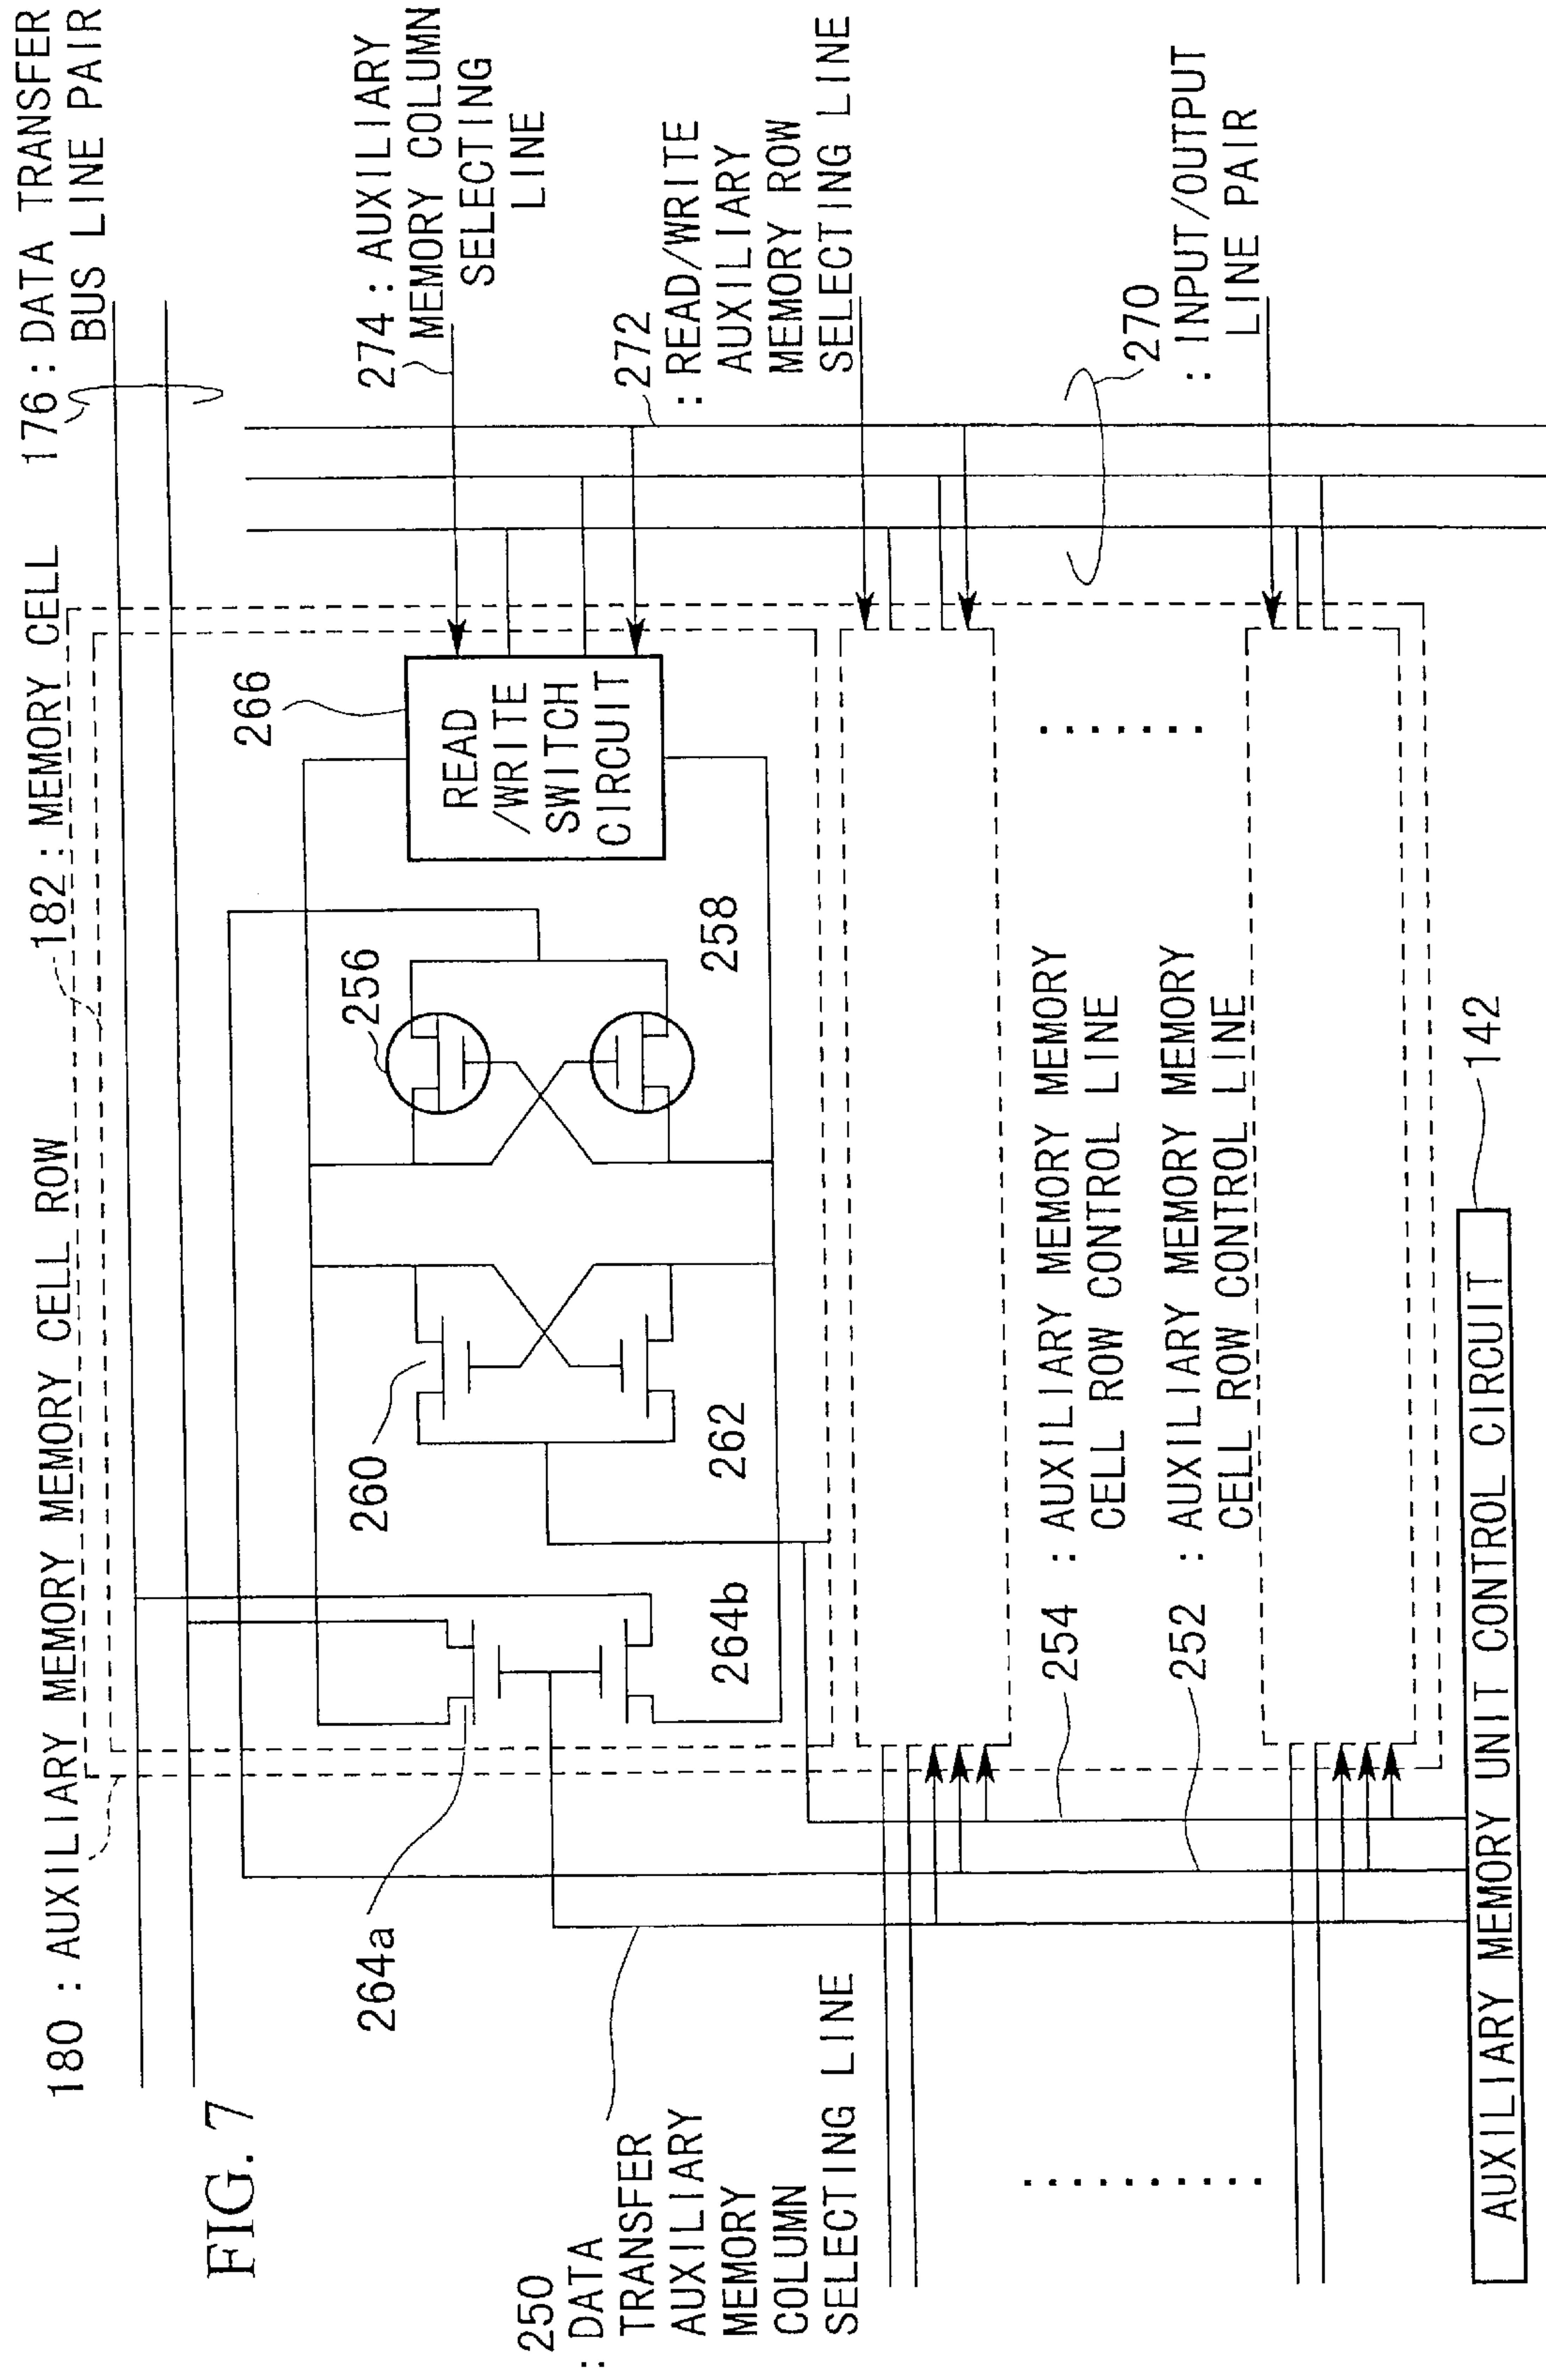 FIG. 7
180 : AUXILIARY MEMORY MEMORY CELL ROW
182 : MEMORY CELL
176 : DATA TRANSFER
BUS LINE PAIR
264a
264b
260
262
256
258
266
READ
/WRITE
SWITCH
CIRCUIT
274 : AUXILIARY
MEMORY COLUMN
SELECTING
LINE
272
: READ/WRITE
AUXILIARY
MEMORY ROW
SELECTING LINE
270
: INPUT/OUTPUT
LINE PAIR
250
: DATA
TRANSFER
AUXILIARY
MEMORY
COLUMN
SELECTING LINE
254 : AUXILIARY MEMORY MEMORY
CELL ROW CONTROL LINE
252 : AUXILIARY MEMORY MEMORY
CELL ROW CONTROL LINE
142
AUXILIARY MEMORY UNIT CONTROL CIRCUIT